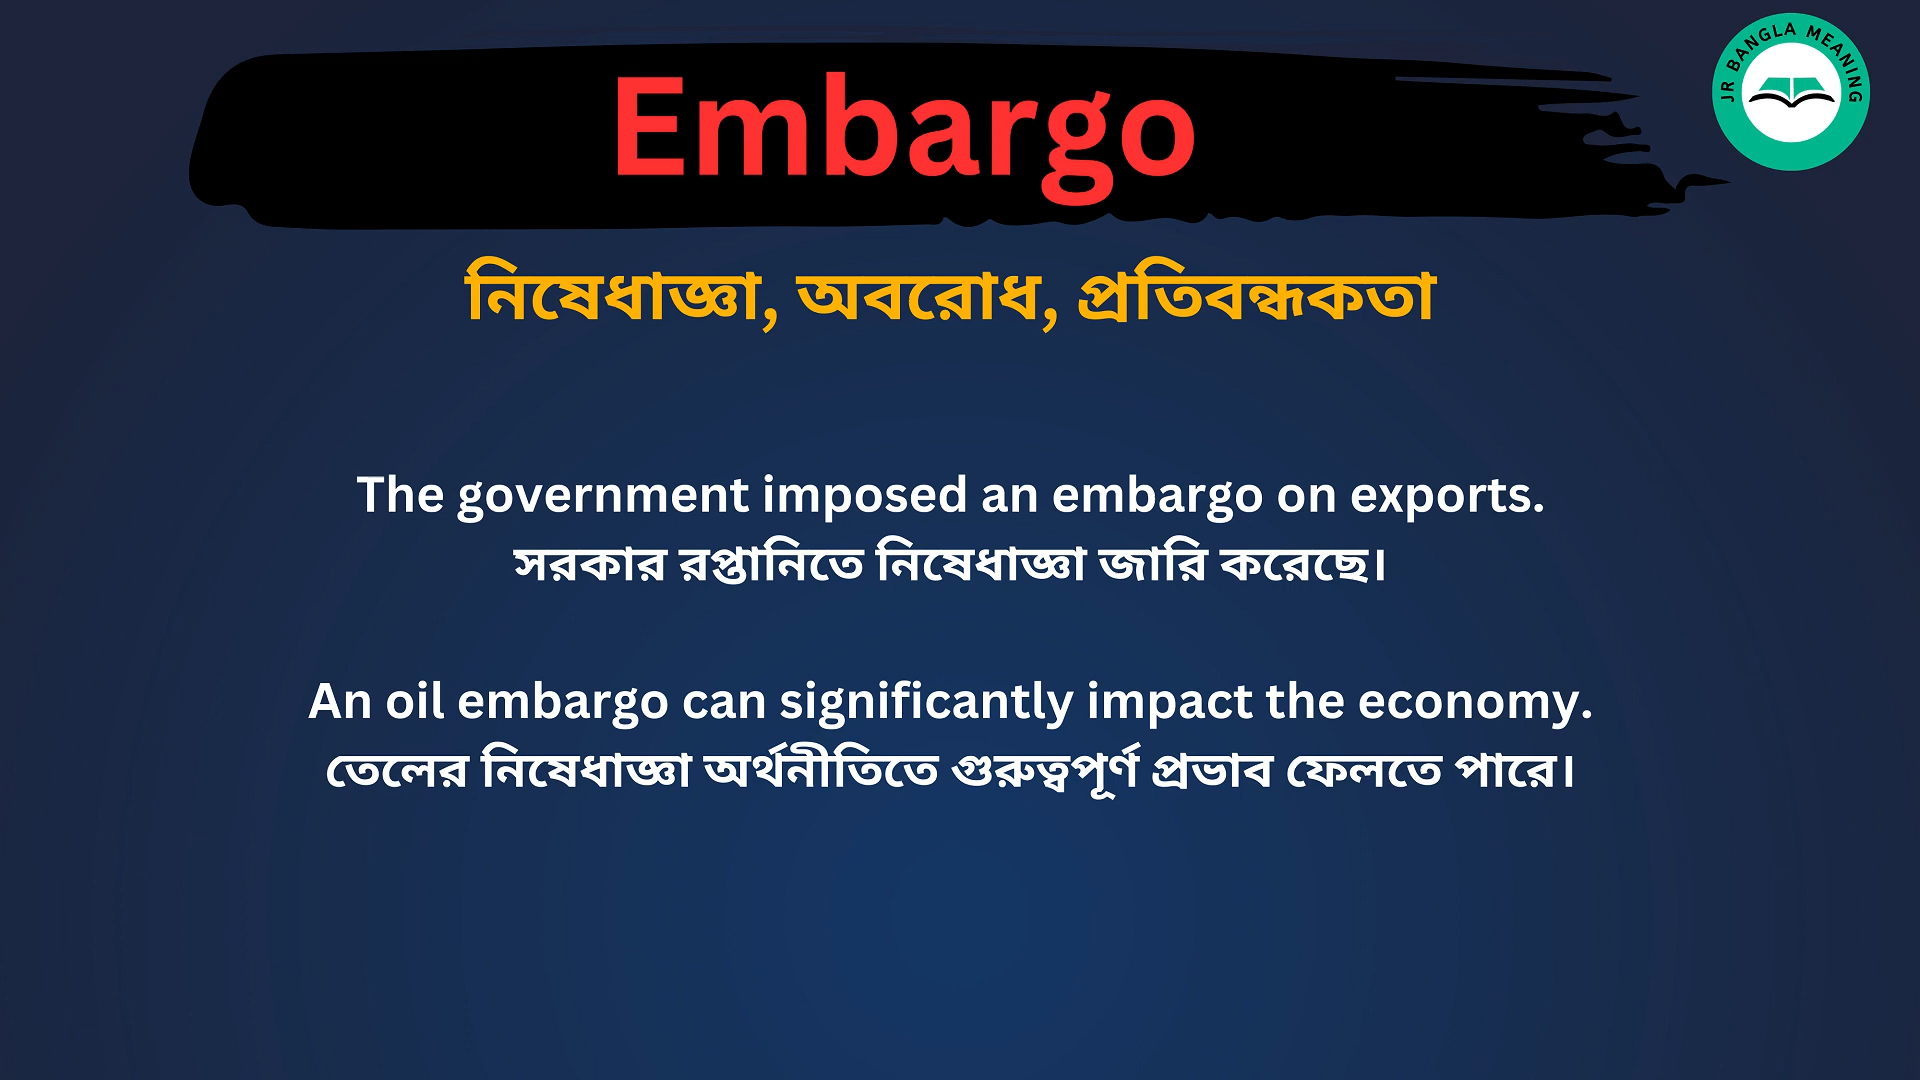 JR BANGLA MEANING
Embargo
নিষেধাজ্ঞা, অবরোধ, প্রতিবন্ধকতা
The government imposed an embargo on exports.
সরকার রপ্তানিতে নিষেধাজ্ঞা জারি করেছে।
An oil embargo can significantly impact the economy.
তেলের নিষেধাজ্ঞা অর্থনীতিতে গুরুত্বপূর্ণ প্রভাব ফেলতে পারে।